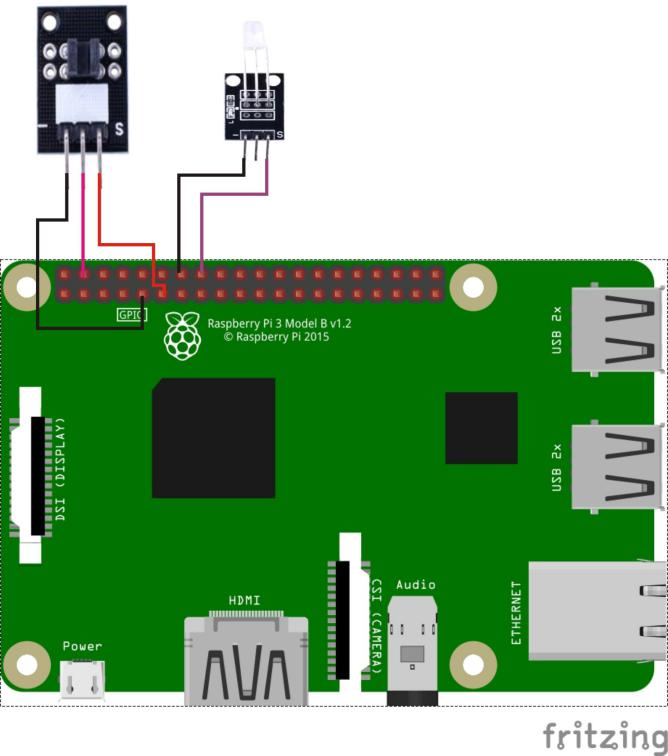 – S
– S
GPIO
Raspberry Pi 3 Model B v1.2
© Raspberry Pi 2015
USB 2x
DSI (DISPLAY)
USB 2x
Audio
CSI (CAMERA)
ETHERNET
HDMI
Power
fritzing